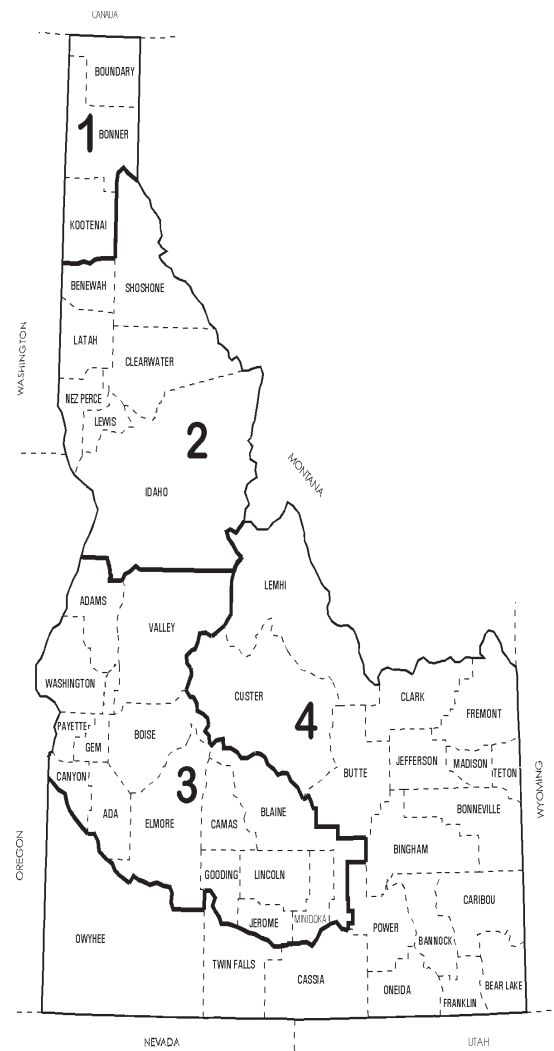 CANADA
BOUNDARY
1
BONNER
KOOTENAI
BENEWAH
SHOSHONE
WASHINGTON
LATAH
CLEARWATER
NEZ PERCE
LEWIS
2
MONTANA
IDAHO
LEMHI
ADAMS
VALLEY
WASHINGTON
CUSTER
CLARK
4
FREMONT
PAYETTE
BOISE
GEM
JEFFERSON
MADISON
TETON
CANYON
3
BUTTE
WYOMING
BONNEVILLE
ADA
ELMORE
CAMAS
BLAINE
OREGON
BINGHAM
GOODING
LINCOLN
CARIBOU
JEROME
MINIDOKA
POWER
OWYHEE
BANNOCK
TWIN FALLS
CASSIA
ONEIDA
BEAR LAKE
FRANKLIN
NEVADA
UTAH